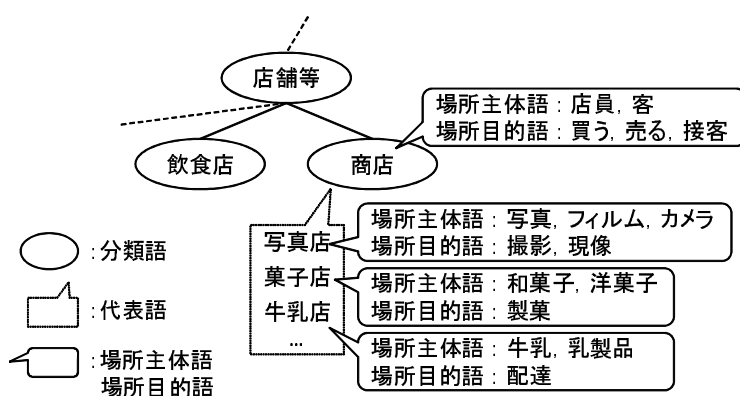 店舗等
場所主体語：店員，客
場所目的語：買う，売る，接客
飲食店
商店
写真店
場所主体語：写真，フィルム，カメラ
場所目的語：撮影，現像
菓子店
場所主体語：和菓子，洋菓子
場所目的語：製菓
牛乳店
...
場所主体語：牛乳，乳製品
場所目的語：配達
：分類語
：代表語
：場所主体語
場所目的語